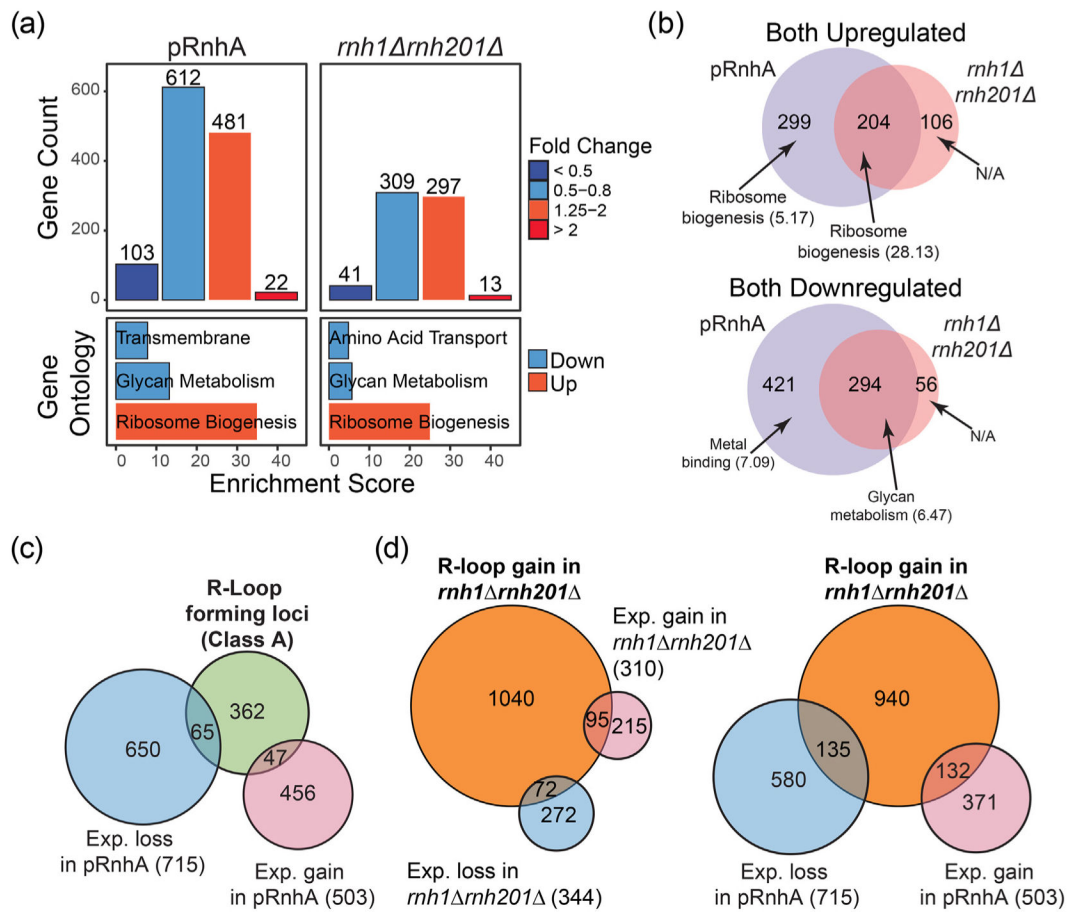 (a)
pRnhA
rnh1Δrnh201Δ
Gene Count
600
400
200
0
612
481
103
22
309
297
41
13
Fold Change
< 0.5
0.5–0.8
1.25–2
> 2
Gene
Ontology
Transmembrane
Glycan Metabolism
Ribosome Biogenesis
Amino Acid Transport
Glycan Metabolism
Ribosome Biogenesis
Down
Up
0 10 20 30 40
0 10 20 30 40
Enrichment Score
(b)
Both Upregulated
pRnhA
rnh1Δ
rnh201Δ
299
204
106
N/A
Ribosome
biogenesis (5.17)
Ribosome
biogenesis (28.13)
Both Downregulated
pRnhA
rnh1Δ
rnh201Δ
421
294
56
N/A
Metal
binding (7.09)
Glycan
metabolism (6.47)
(c)
R-Loop
forming loci
(Class A)
362
65
650
47
456
Exp. loss
in pRnhA (715)
Exp. gain
in pRnhA (503)
(d)
R-loop gain in
rnh1Δrnh201Δ
Exp. gain in
rnh1Δrnh201Δ
(310)
1040
95
215
72
272
Exp. loss in
rnh1Δrnh201Δ (344)
R-loop gain in
rnh1Δrnh201Δ
940
135
580
132
371
Exp. loss
in pRnhA (715)
Exp. gain
in pRnhA (503)